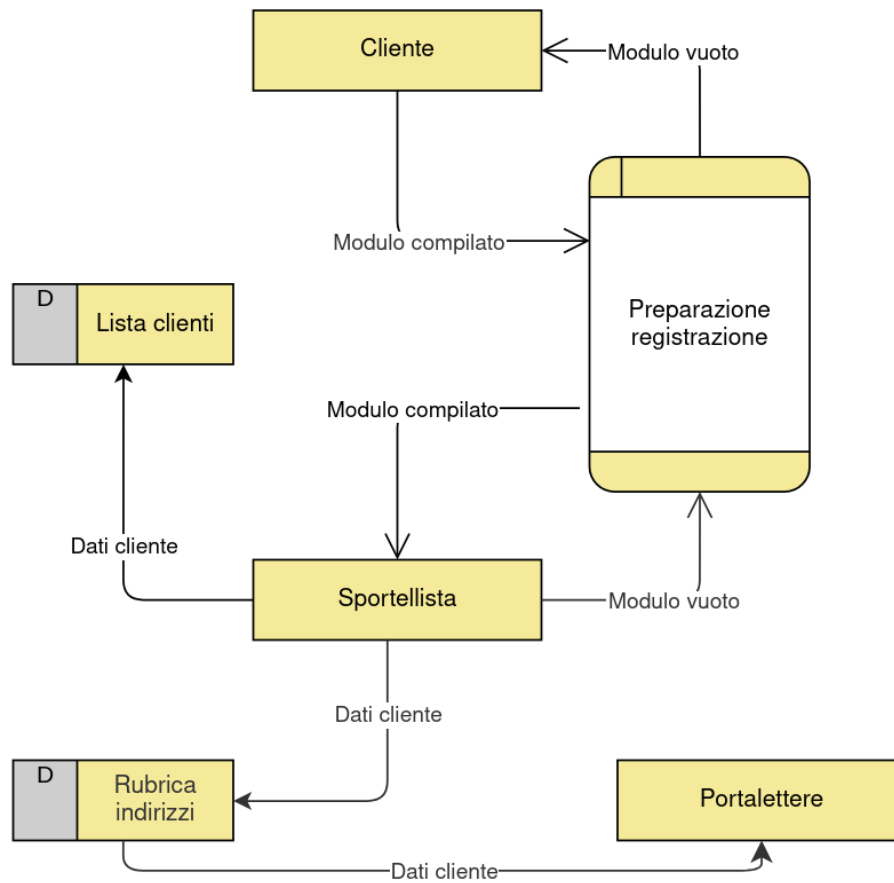 Cliente
Modulo vuoto
Modulo compilato
D
Lista clienti
Preparazione
registrazione
Modulo compilato
Dati cliente
Sportellista
Modulo vuoto
Dati cliente
D
Rubrica
indirizzi
Portalettere
Dati cliente